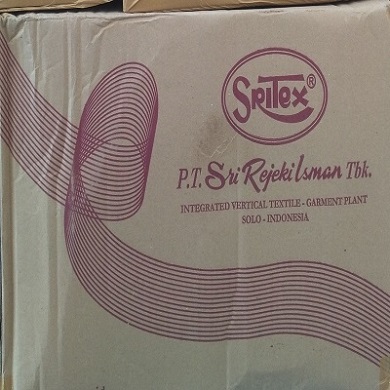 SRITEX®
P.T. Sri Rejeki Isman Tbk.
INTEGRATED VERTICAL TEXTILE - GARMENT PLANT
SOLO - INDONESIA